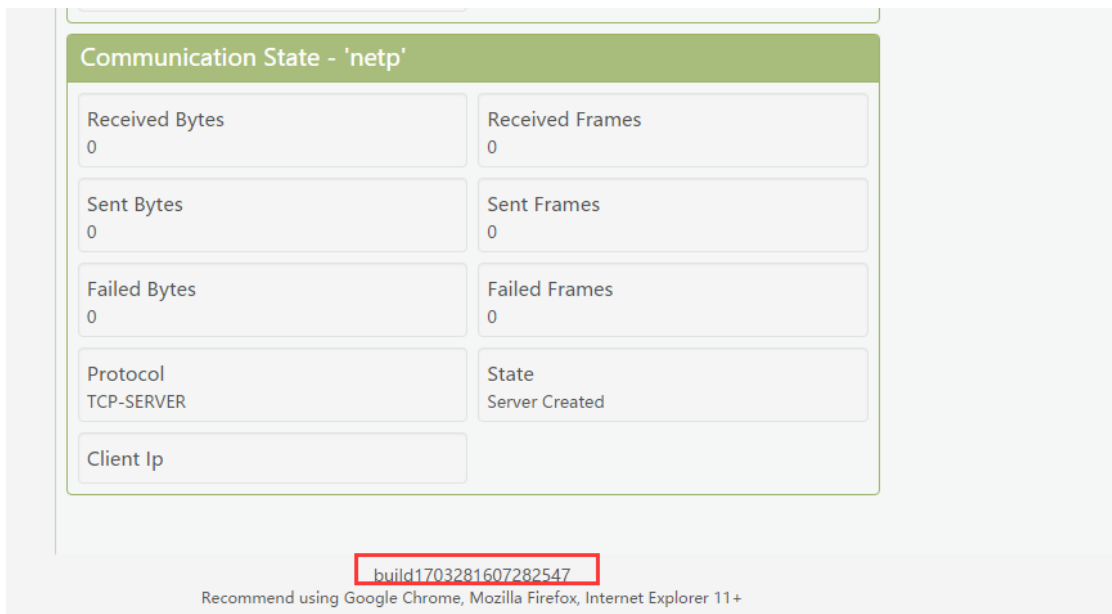 Communication State - 'netp'
Received Bytes
0
Received Frames
0
Sent Bytes
0
Sent Frames
0
Failed Bytes
0
Failed Frames
0
Protocol
TCP-SERVER
State
Server Created
Client Ip
build1703281607282547
Recommend using Google Chrome, Mozilla Firefox, Internet Explorer 11+